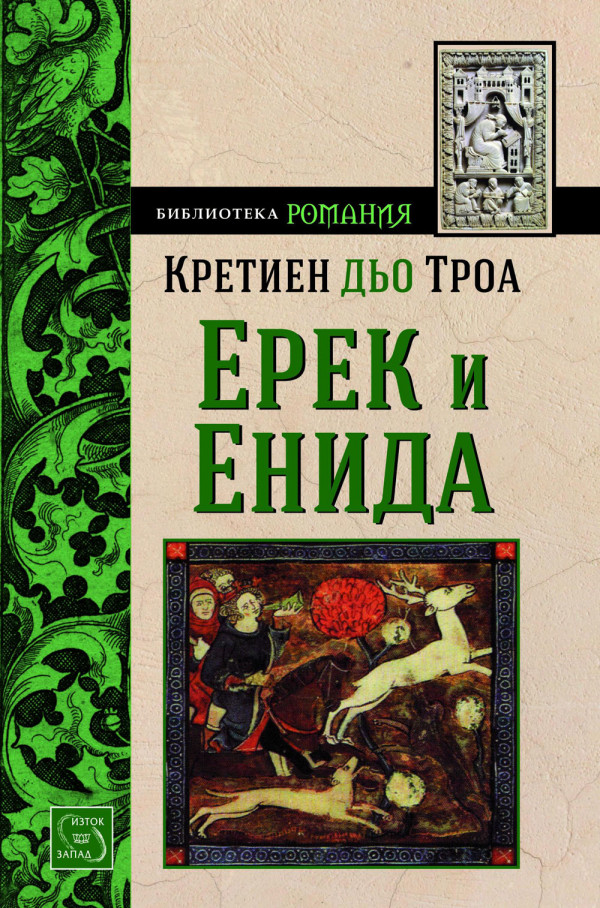 БИБЛИОТЕКА РОМАНИЯ
КРЕТИЕН ДЬО ТРОА
ЕРЕК И
ЕНИДА
ИЗТОК
ЗАПАД